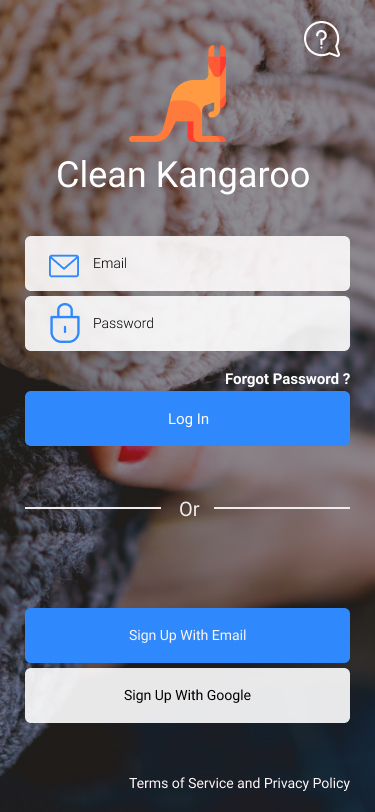 ?
Clean Kangaroo
Email
Password
Forgot Password ?
Log In
Or
Sign Up With Email
Sign Up With Google
Terms of Service and Privacy Policy